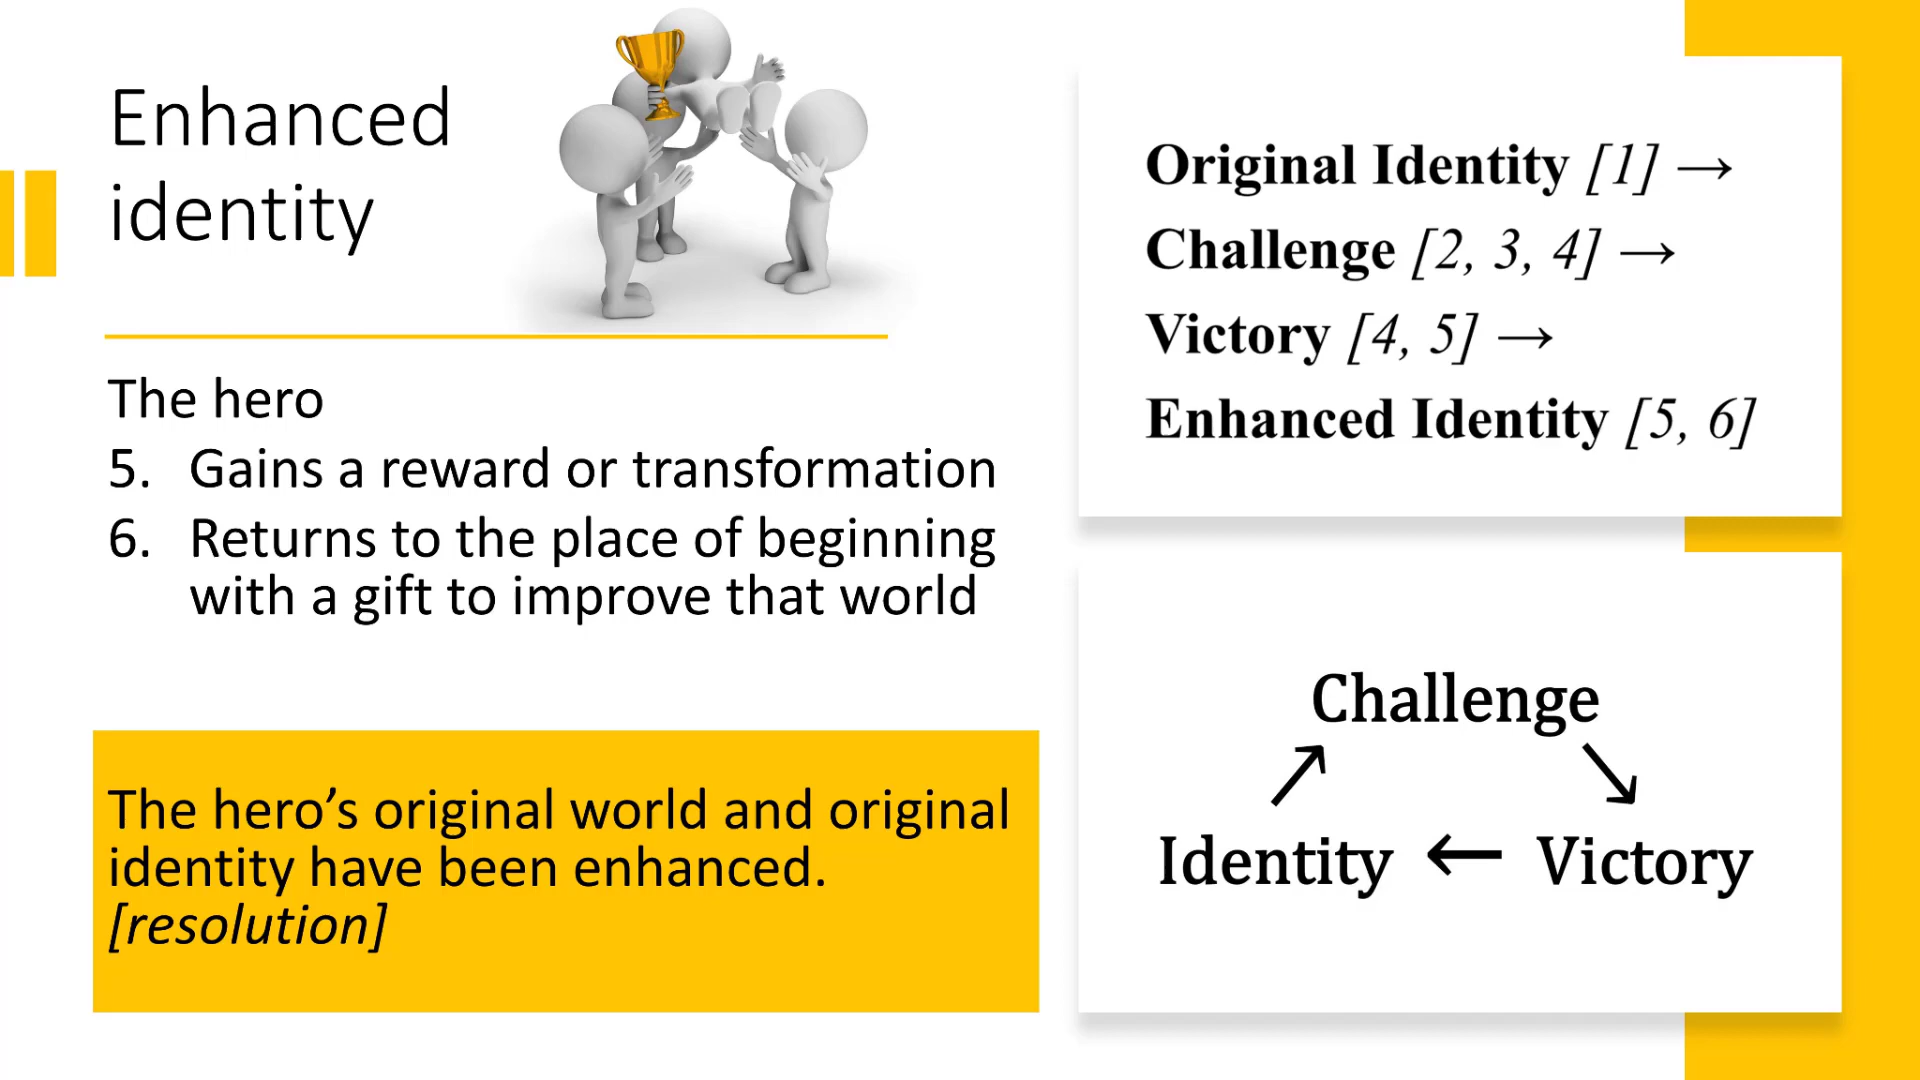 Enhanced
identity
The hero
5. Gains a reward or transformation
6. Returns to the place of beginning
with a gift to improve that world
The hero’s original world and original
identity have been enhanced.
[resolution]
Original Identity [1] →
Challenge [2, 3, 4] →
Victory [4, 5] →
Enhanced Identity [5, 6]
Challenge
↗ ↘
Identity ← Victory